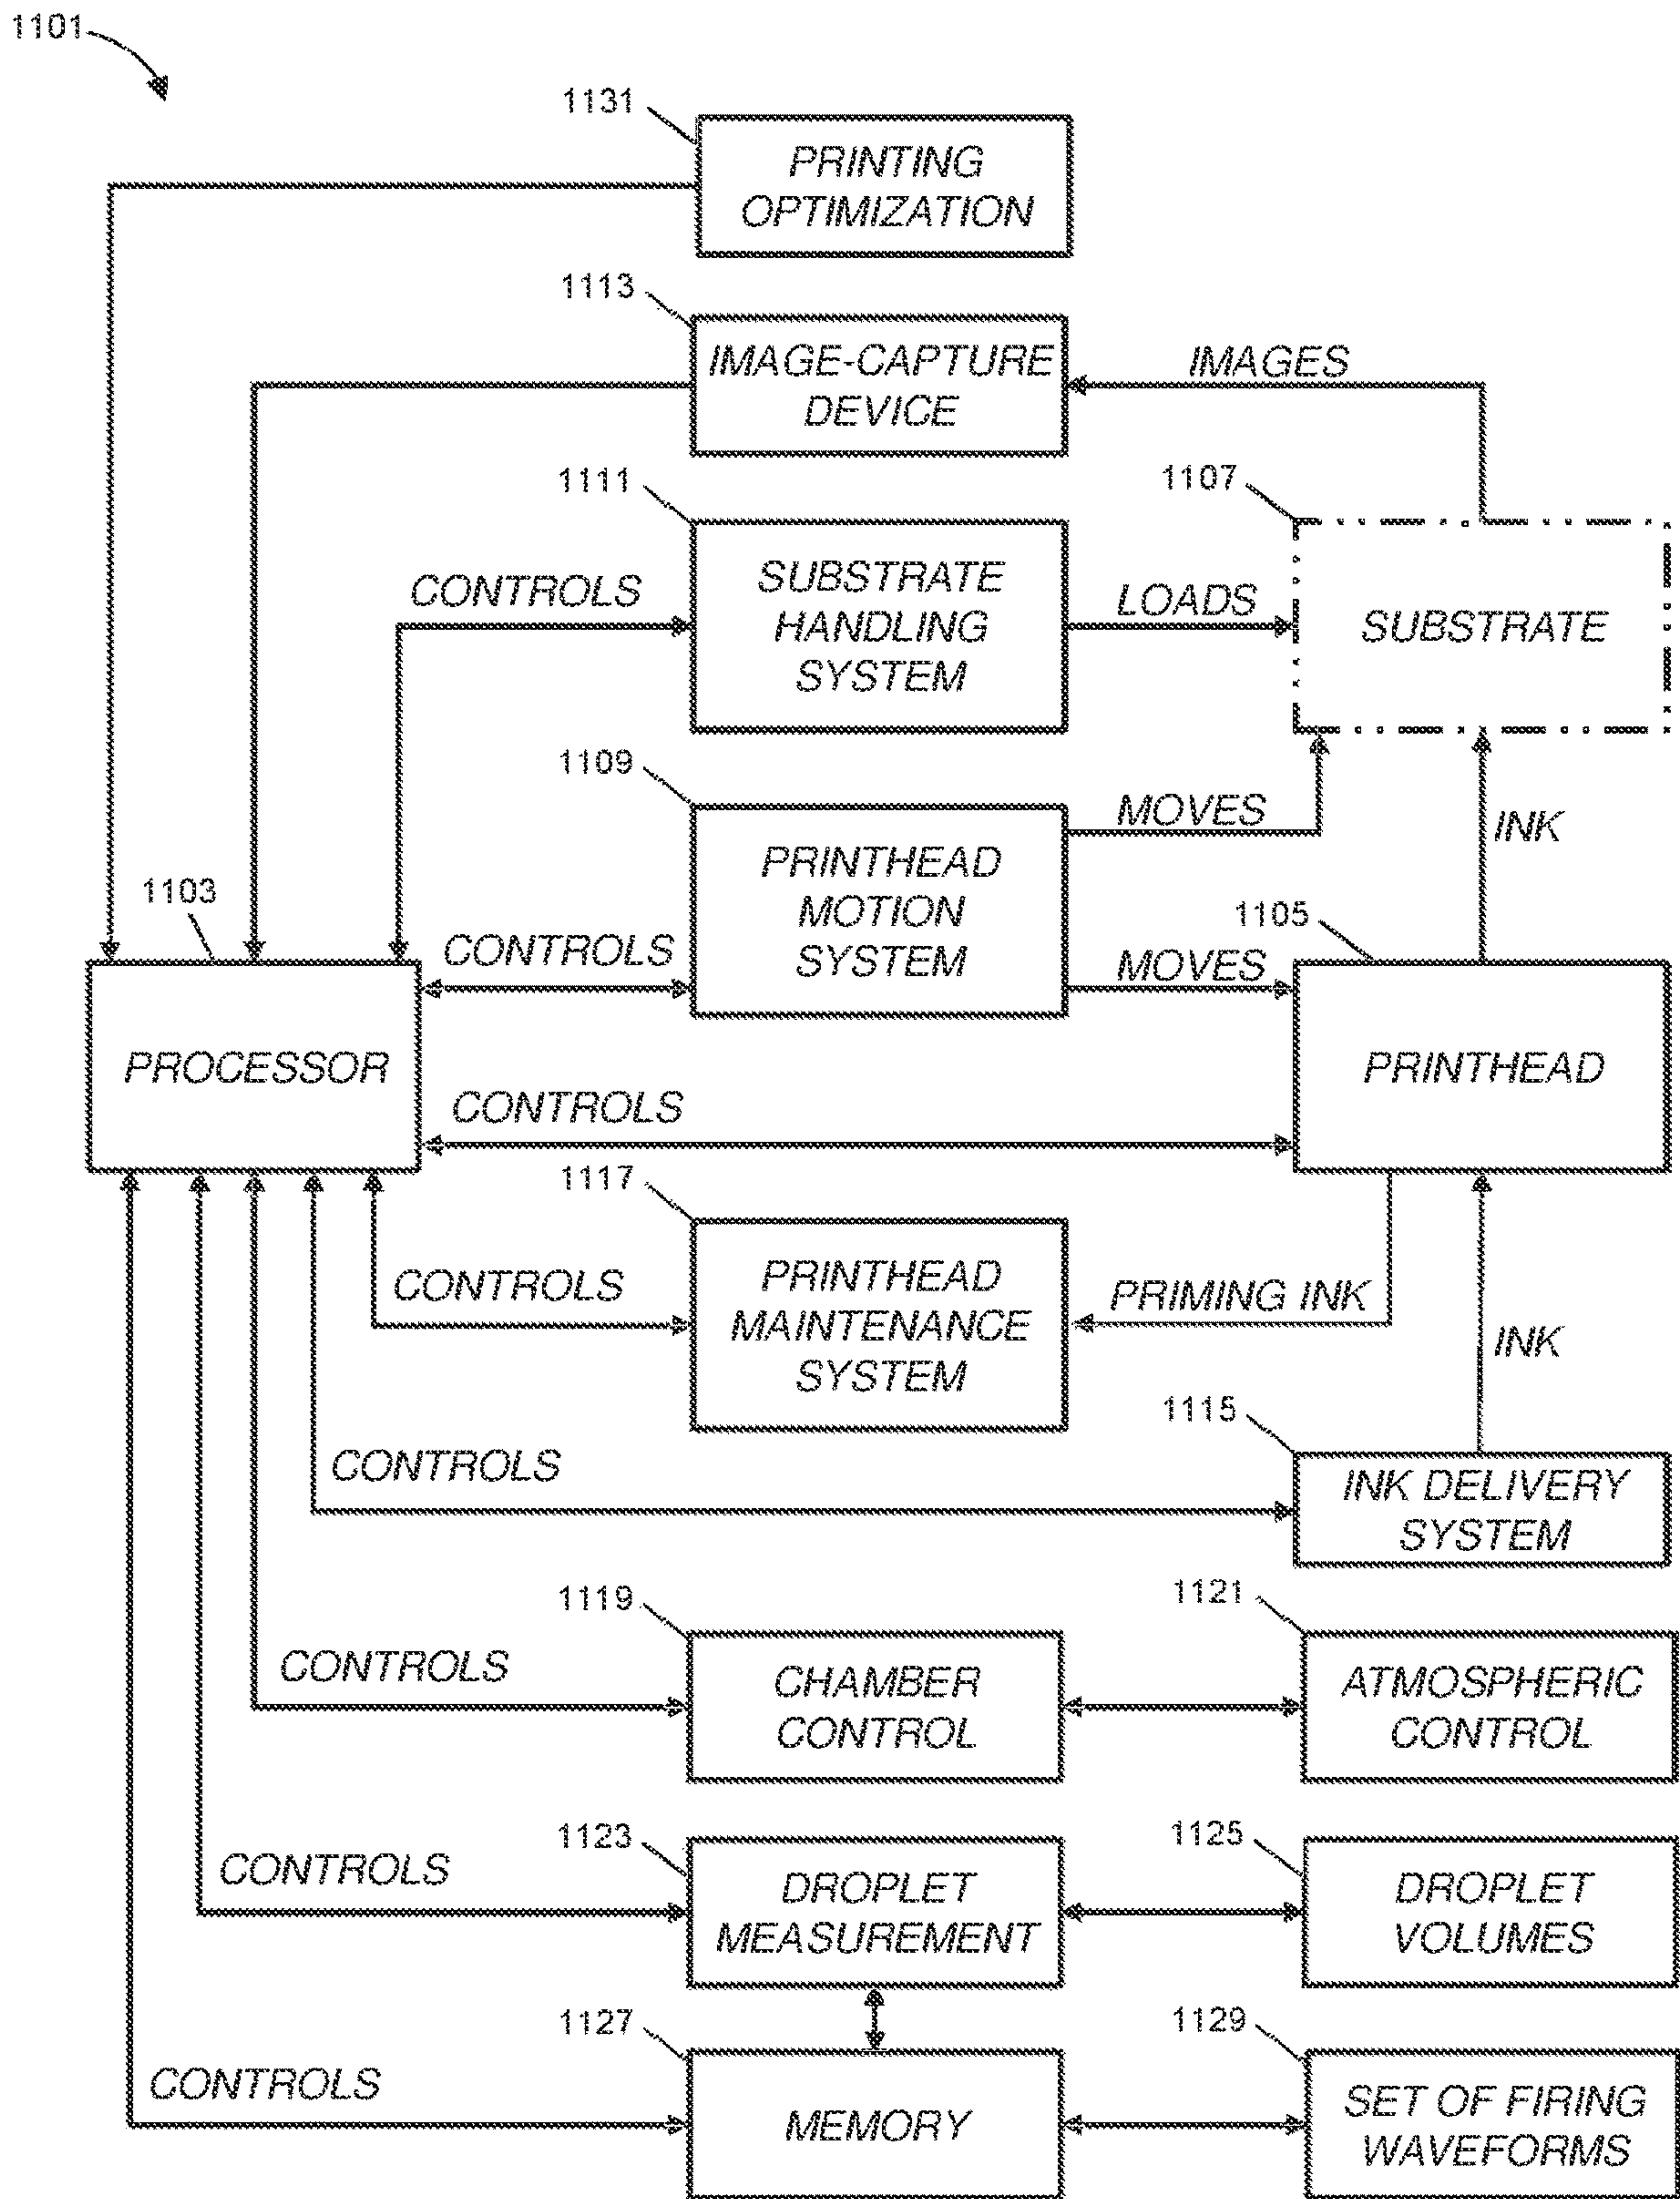 1101
1131
PRINTING
OPTIMIZATION
1113
IMAGE-CAPTURE
DEVICE
IMAGES
1111
1107
CONTROLS
SUBSTRATE
HANDLING
SYSTEM
LOADS
SUBSTRATE
1109
MOVES
INK
PRINTHEAD
MOTION
SYSTEM
1103
1105
CONTROLS
MOVES
PROCESSOR
PRINTHEAD
CONTROLS
1117
CONTROLS
PRINTHEAD
MAINTENANCE
SYSTEM
PRIMING INK
INK
1115
CONTROLS
INK DELIVERY
SYSTEM
1119
1121
CONTROLS
CHAMBER
CONTROL
ATMOSPHERIC
CONTROL
1123
1125
CONTROLS
DROPLET
MEASUREMENT
DROPLET
VOLUMES
1127
1129
CONTROLS
MEMORY
SET OF FIRING
WAVEFORMS